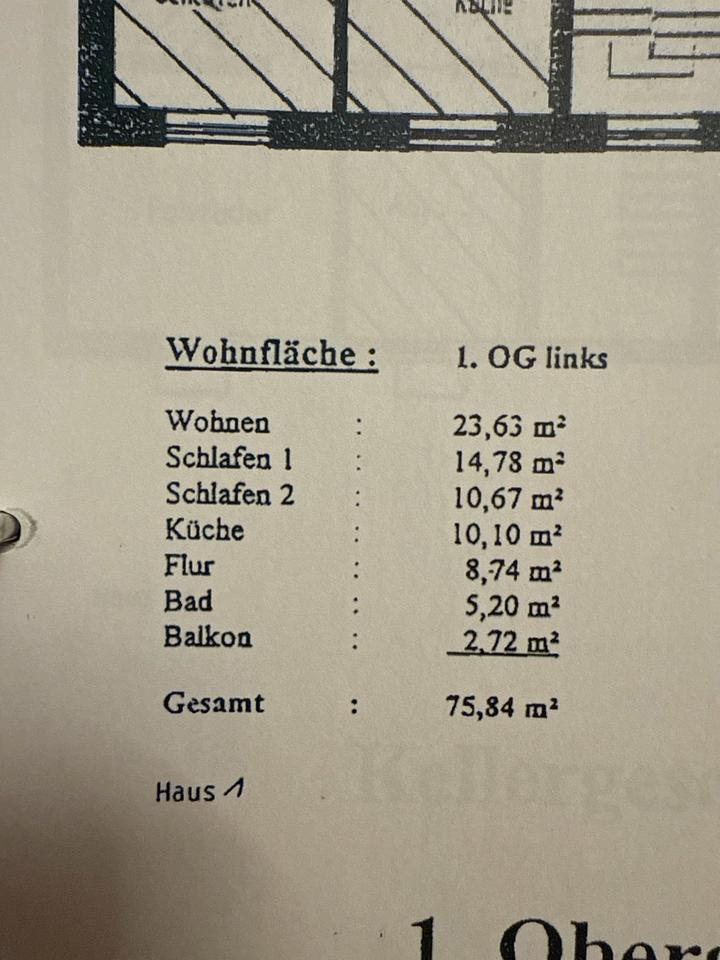 Küche
Wohnfläche : 1. OG links
Wohnen : 23,63 m²
Schlafen 1 : 14,78 m²
Schlafen 2 : 10,67 m²
Küche : 10,10 m²
Flur : 8,74 m²
Bad : 5,20 m²
Balkon : 2,72 m²
Gesamt : 75,84 m²
Haus 1